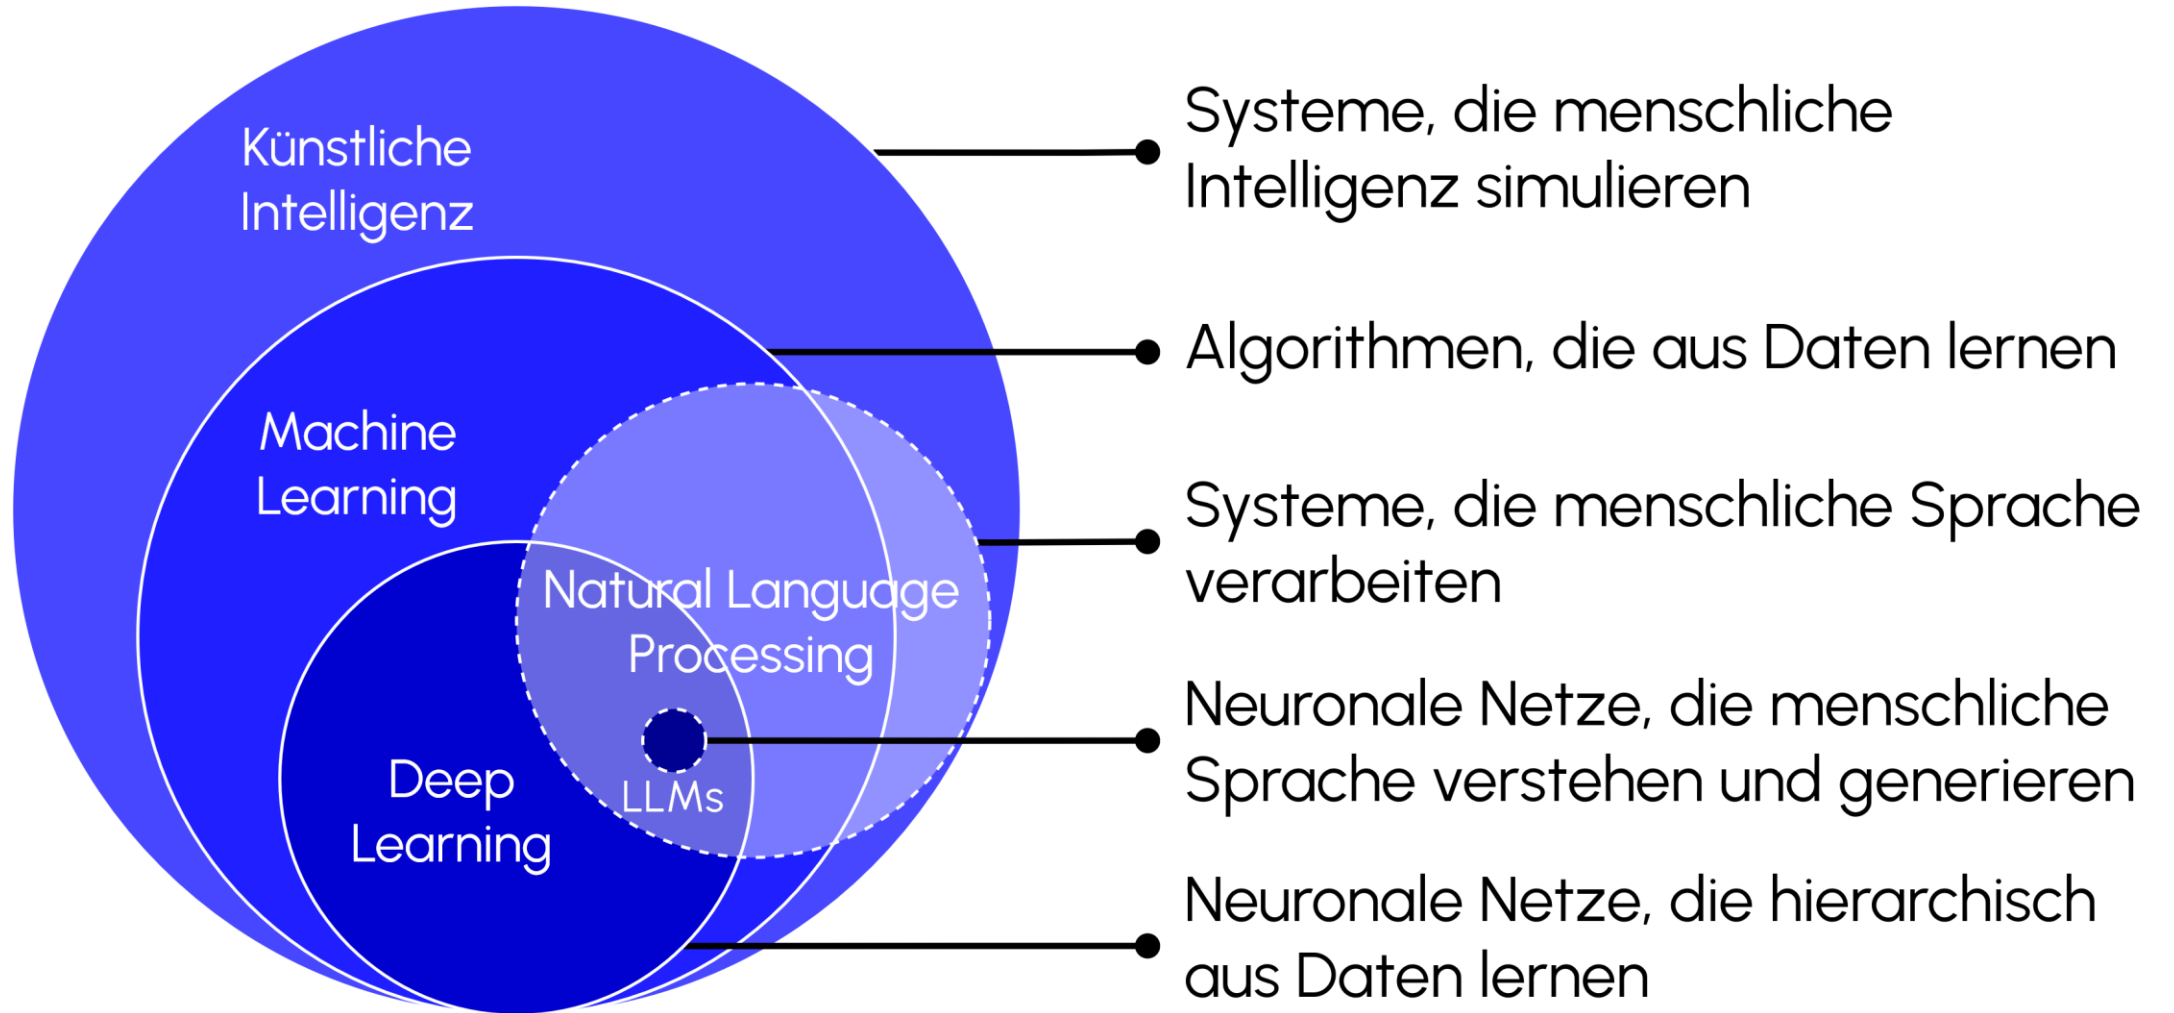 Künstliche
Intelligenz
Machine
Learning
Natural Language
Processing
LLMs
Deep
Learning
Systeme, die menschliche
Intelligenz simulieren
Algorithmen, die aus Daten lernen
Systeme, die menschliche Sprache
verarbeiten
Neuronale Netze, die menschliche
Sprache verstehen und generieren
Neuronale Netze, die hierarchisch
aus Daten lernen